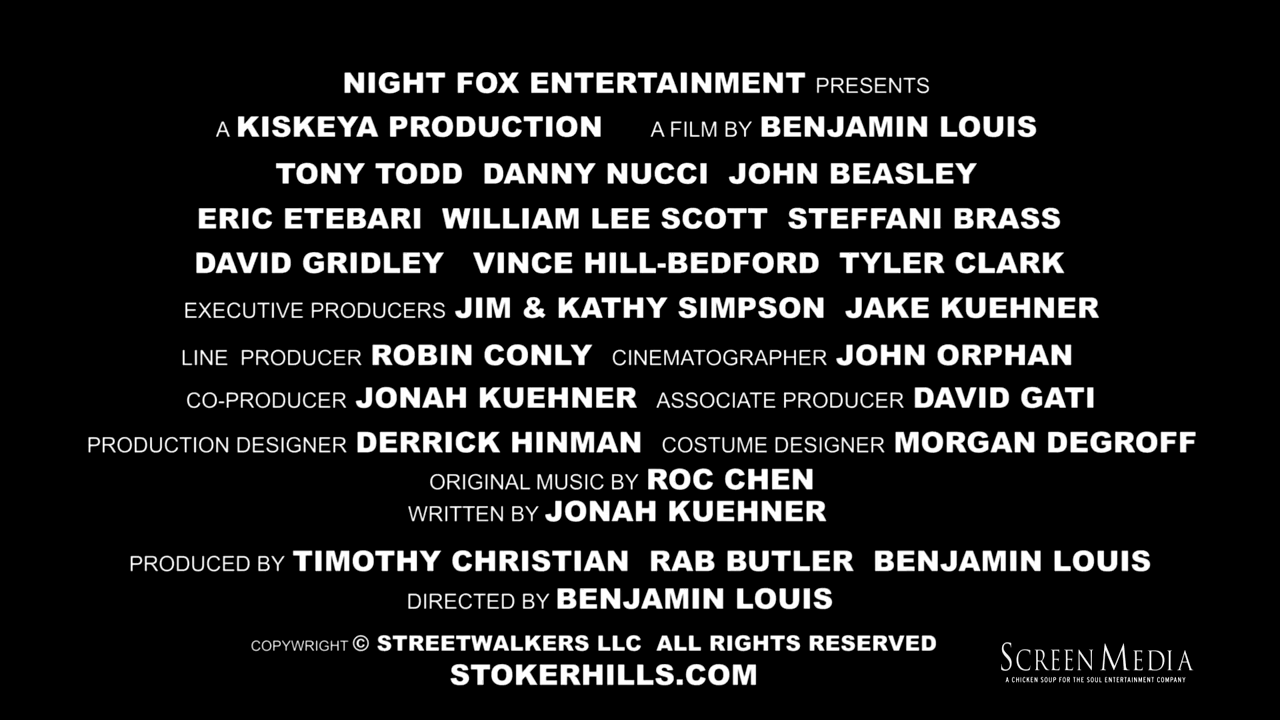 NIGHT FOX ENTERTAINMENT PRESENTS
A KISKEYA PRODUCTION A FILM BY BENJAMIN LOUIS
TONY TODD DANNY NUCCI JOHN BEASLEY
ERIC ETEBARI WILLIAM LEE SCOTT STEFFANI BRASS
DAVID GRIDLEY VINCE HILL-BEDFORD TYLER CLARK
EXECUTIVE PRODUCERS JIM & KATHY SIMPSON JAKE KUEHNER
LINE PRODUCER ROBIN CONLY CINEMATOGRAPHER JOHN ORPHAN
CO-PRODUCER JONAH KUEHNER ASSOCIATE PRODUCER DAVID GATI
PRODUCTION DESIGNER DERRICK HINMAN COSTUME DESIGNER MORGAN DEGROFF
ORIGINAL MUSIC BY ROC CHEN
WRITTEN BY JONAH KUEHNER
PRODUCED BY TIMOTHY CHRISTIAN RAB BUTLER BENJAMIN LOUIS
DIRECTED BY BENJAMIN LOUIS
COPYWRIGHT © STREETWALKERS LLC ALL RIGHTS RESERVED
STOKERHILLS.COM
SCREEN MEDIA
A CHICKEN SOUP FOR THE SOUL ENTERTAINMENT COMPANY